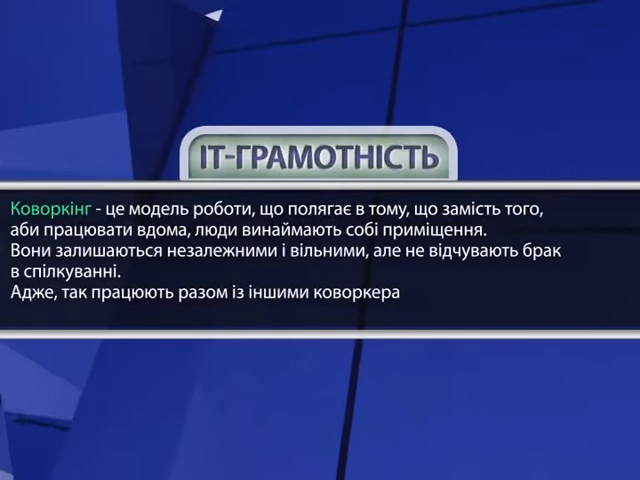 ІТ-ГРАМОТНІСТЬ
Коворкінг - це модель роботи, що полягає в тому, що замість того,
аби працювати вдома, люди винаймають собі приміщення.
Вони залишаються незалежними і вільними, але не відчувають брак
в спілкуванні.
Адже, так працюють разом із іншими коворкера